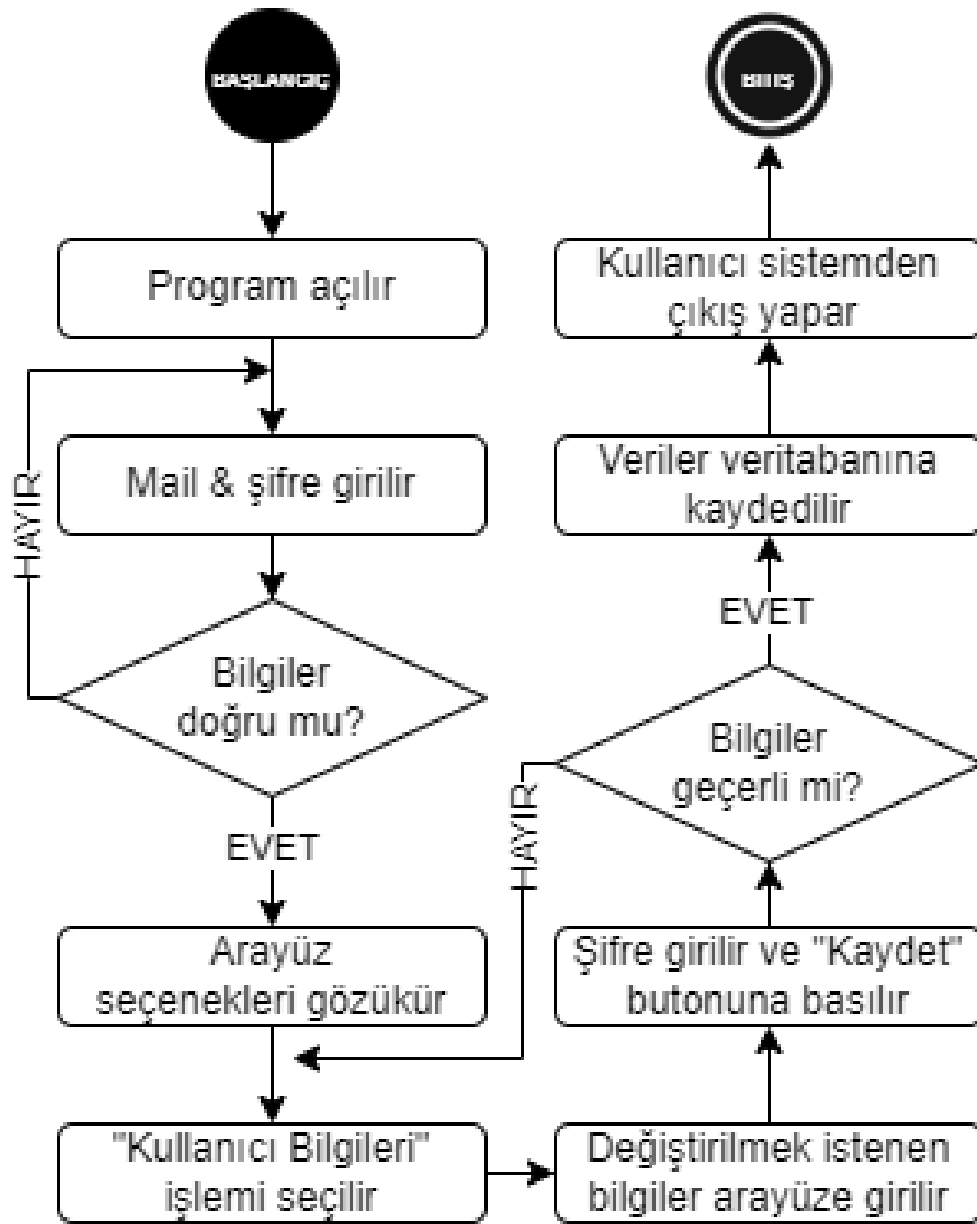 BAŞLANGIÇ
Program açılır
Mail & şifre girilir
HAYIR
Bilgiler
doğru mu?
EVET
Arayüz
seçenekleri gözükür
"Kullanıcı Bilgileri"
işlemi seçilir
Değiştirilmek istenen
bilgiler arayüze girilir
Şifre girilir ve "Kaydet"
butonuna basılır
Bilgiler
geçerli mi?
HAYIR
EVET
Veriler veritabanına
kaydedilir
Kullanıcı sistemden
çıkış yapar
BİTİŞ